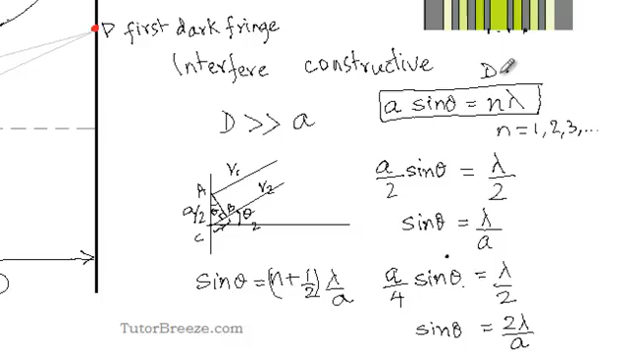 P first dark fringe
Interfere constructive
D
D >> a
a sinθ = nλ
n = 1, 2, 3, ...
A
r₁
r₂
a/2
θ
B
θ
C
2
a/2 sinθ = λ/2
sinθ = λ/a
sinθ = (n + 1/2) λ/a
a/4 sinθ = λ/2
sinθ = 2λ/a
TutorBreeze.com